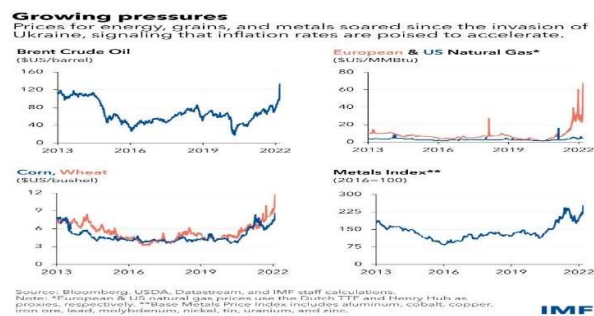 Growing pressures
Prices for energy, grains, and metals soared since the invasion of
Ukraine, signaling that inflation rates are poised to accelerate.
Brent Crude Oil
($US/barrel)
160
120
80
40
0
2013 2016 2019 2022
European & US Natural Gas*
($US/MMBtu)
80
60
40
20
0
2013 2016 2019 2022
Corn, Wheat
($US/bushel)
12
9
6
3
0
2013 2016 2019 2022
Metals Index**
(2016=100)
300
225
150
75
0
2013 2016 2019 2022
Source: Bloomberg, USDA, Datastream, and IMF staff calculations.
Note: *European & US natural gas prices use the Dutch TTF and Henry Hub as
proxies, respectively. **Base Metals Price Index includes aluminum, cobalt, copper,
iron ore, lead, molybdenum, nickel, tin, uranium, and zinc.
IMF